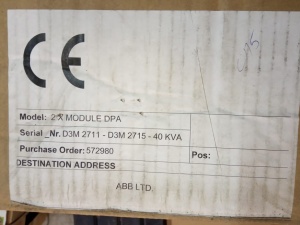 CE
Model: 2 X MODULE DPA
Serial_Nr. D3M 2711 - D3M 2715 - 40 KVA
Purchase Order: 572980
Pos:
DESTINATION ADDRESS
ABB LTD.